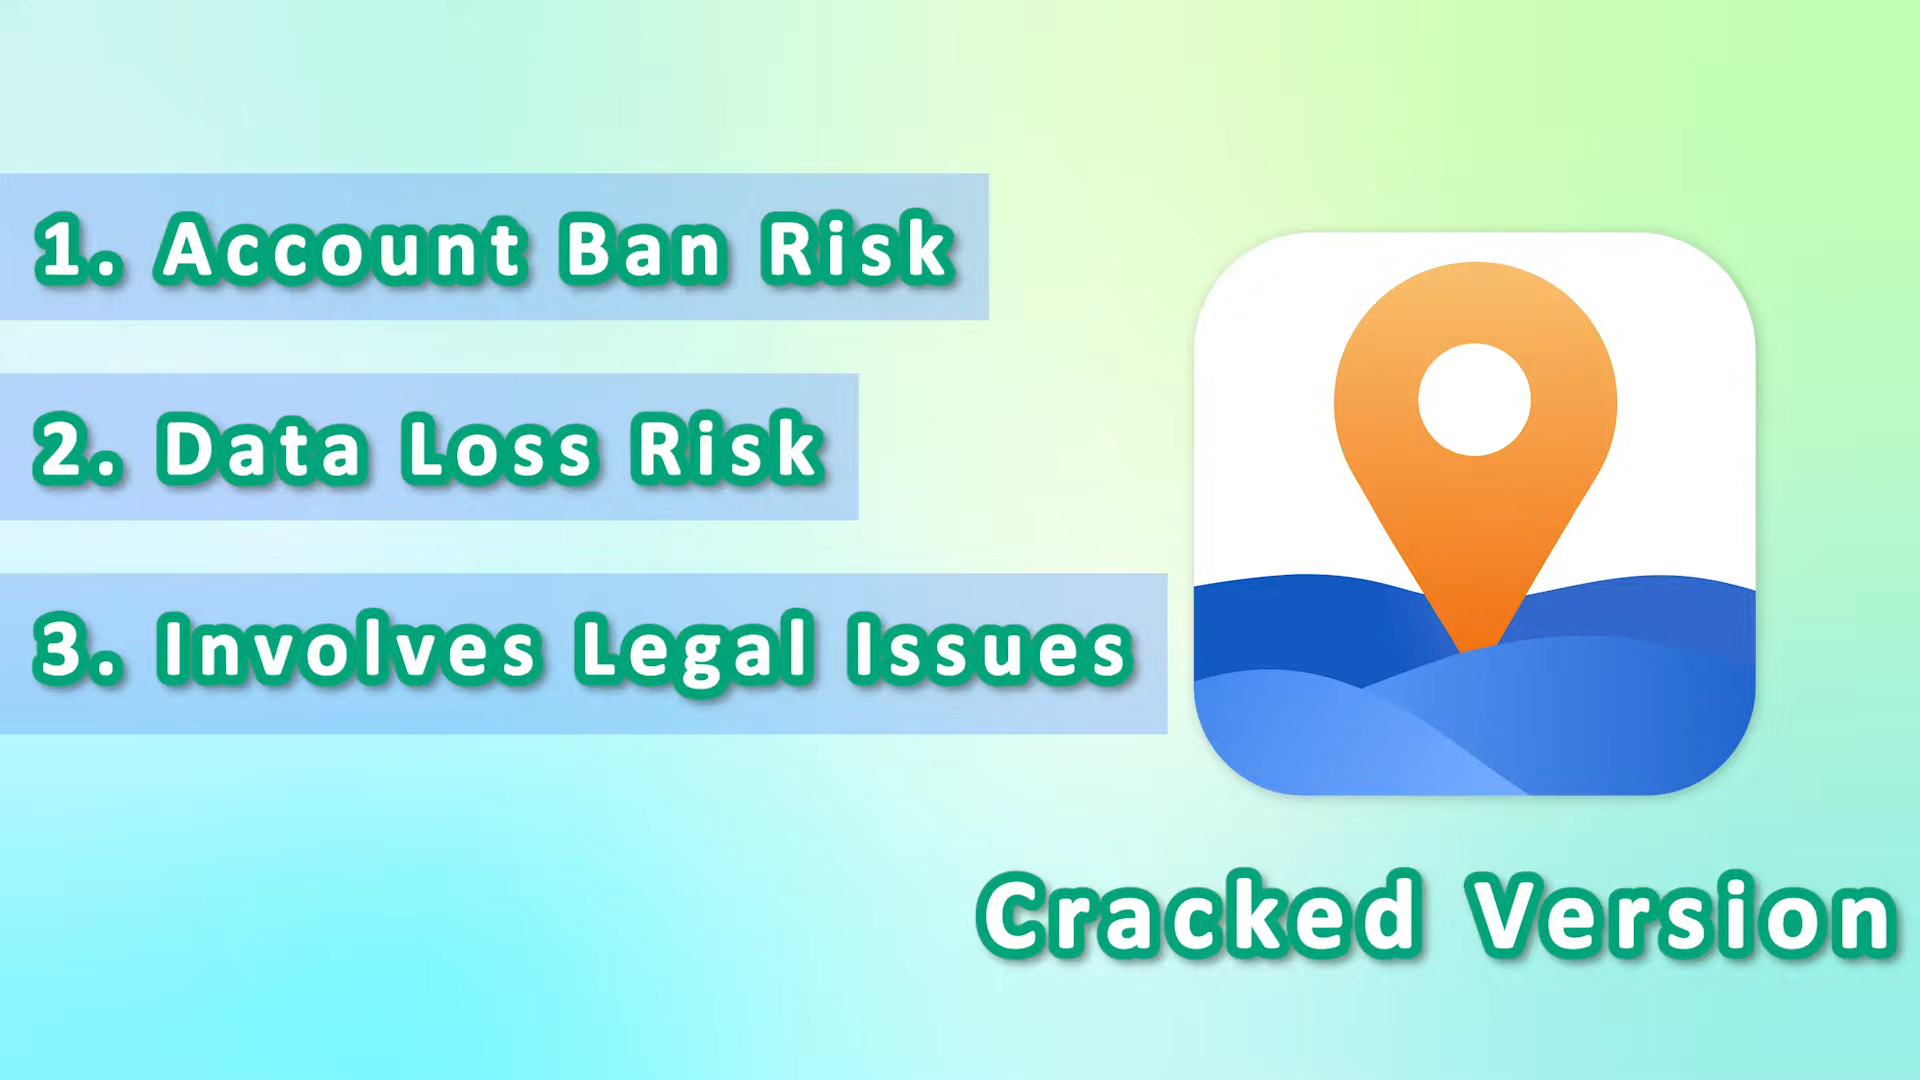 1. Account Ban Risk
2. Data Loss Risk
3. Involves Legal Issues
Cracked Version